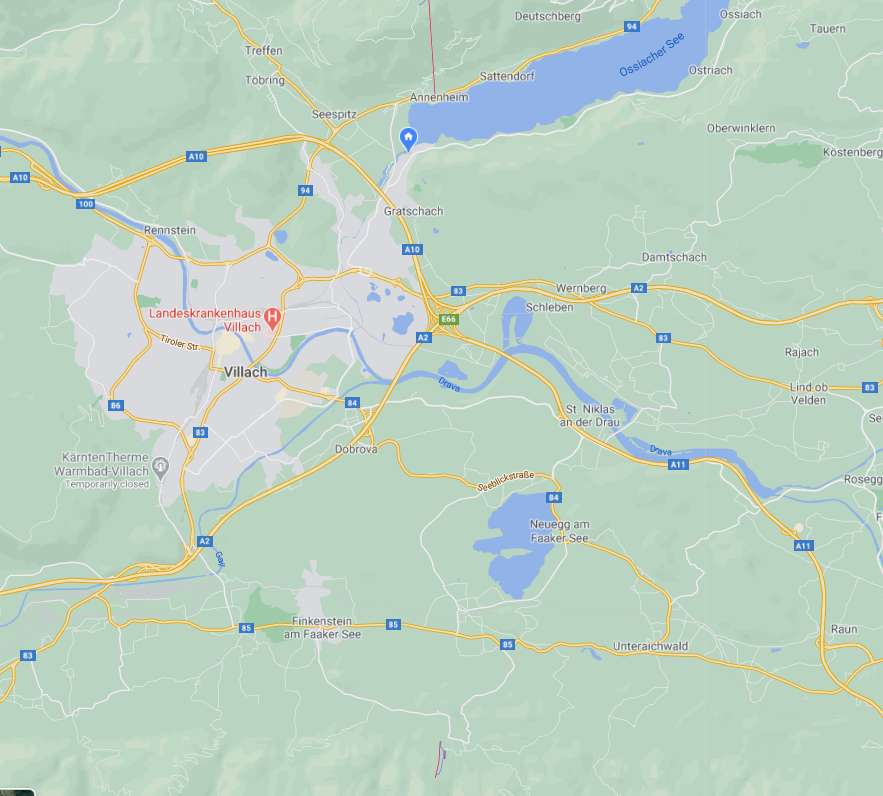 Deutschberg
Ossiach
94
Tauern
Treffen
Ossiacher See
Töbring
Sattendorf
Ostriach
Annenheim
Seespitz
Oberwinklern
A10
Köstenberg
A10
94
100
Gratschach
Rennstein
A10
Damtschach
83
Wernberg
A2
Schleben
Landeskrankenhaus
Villach
H
E66
A2
83
Tiroler Str.
Rajach
Villach
Drava
Lind ob
Velden
83
86
84
St. Niklas
an der Drau
83
Se
Dobrova
Drava
KärntenTherme
Warmbad-Villach
Temporarily closed
A11
Seeblickstraße
Rosegg
84
Neuegg am
Faaker See
F
A2
Gail
A11
85
Finkenstein
am Faaker See
85
85
Raun
Unteraichwald
83